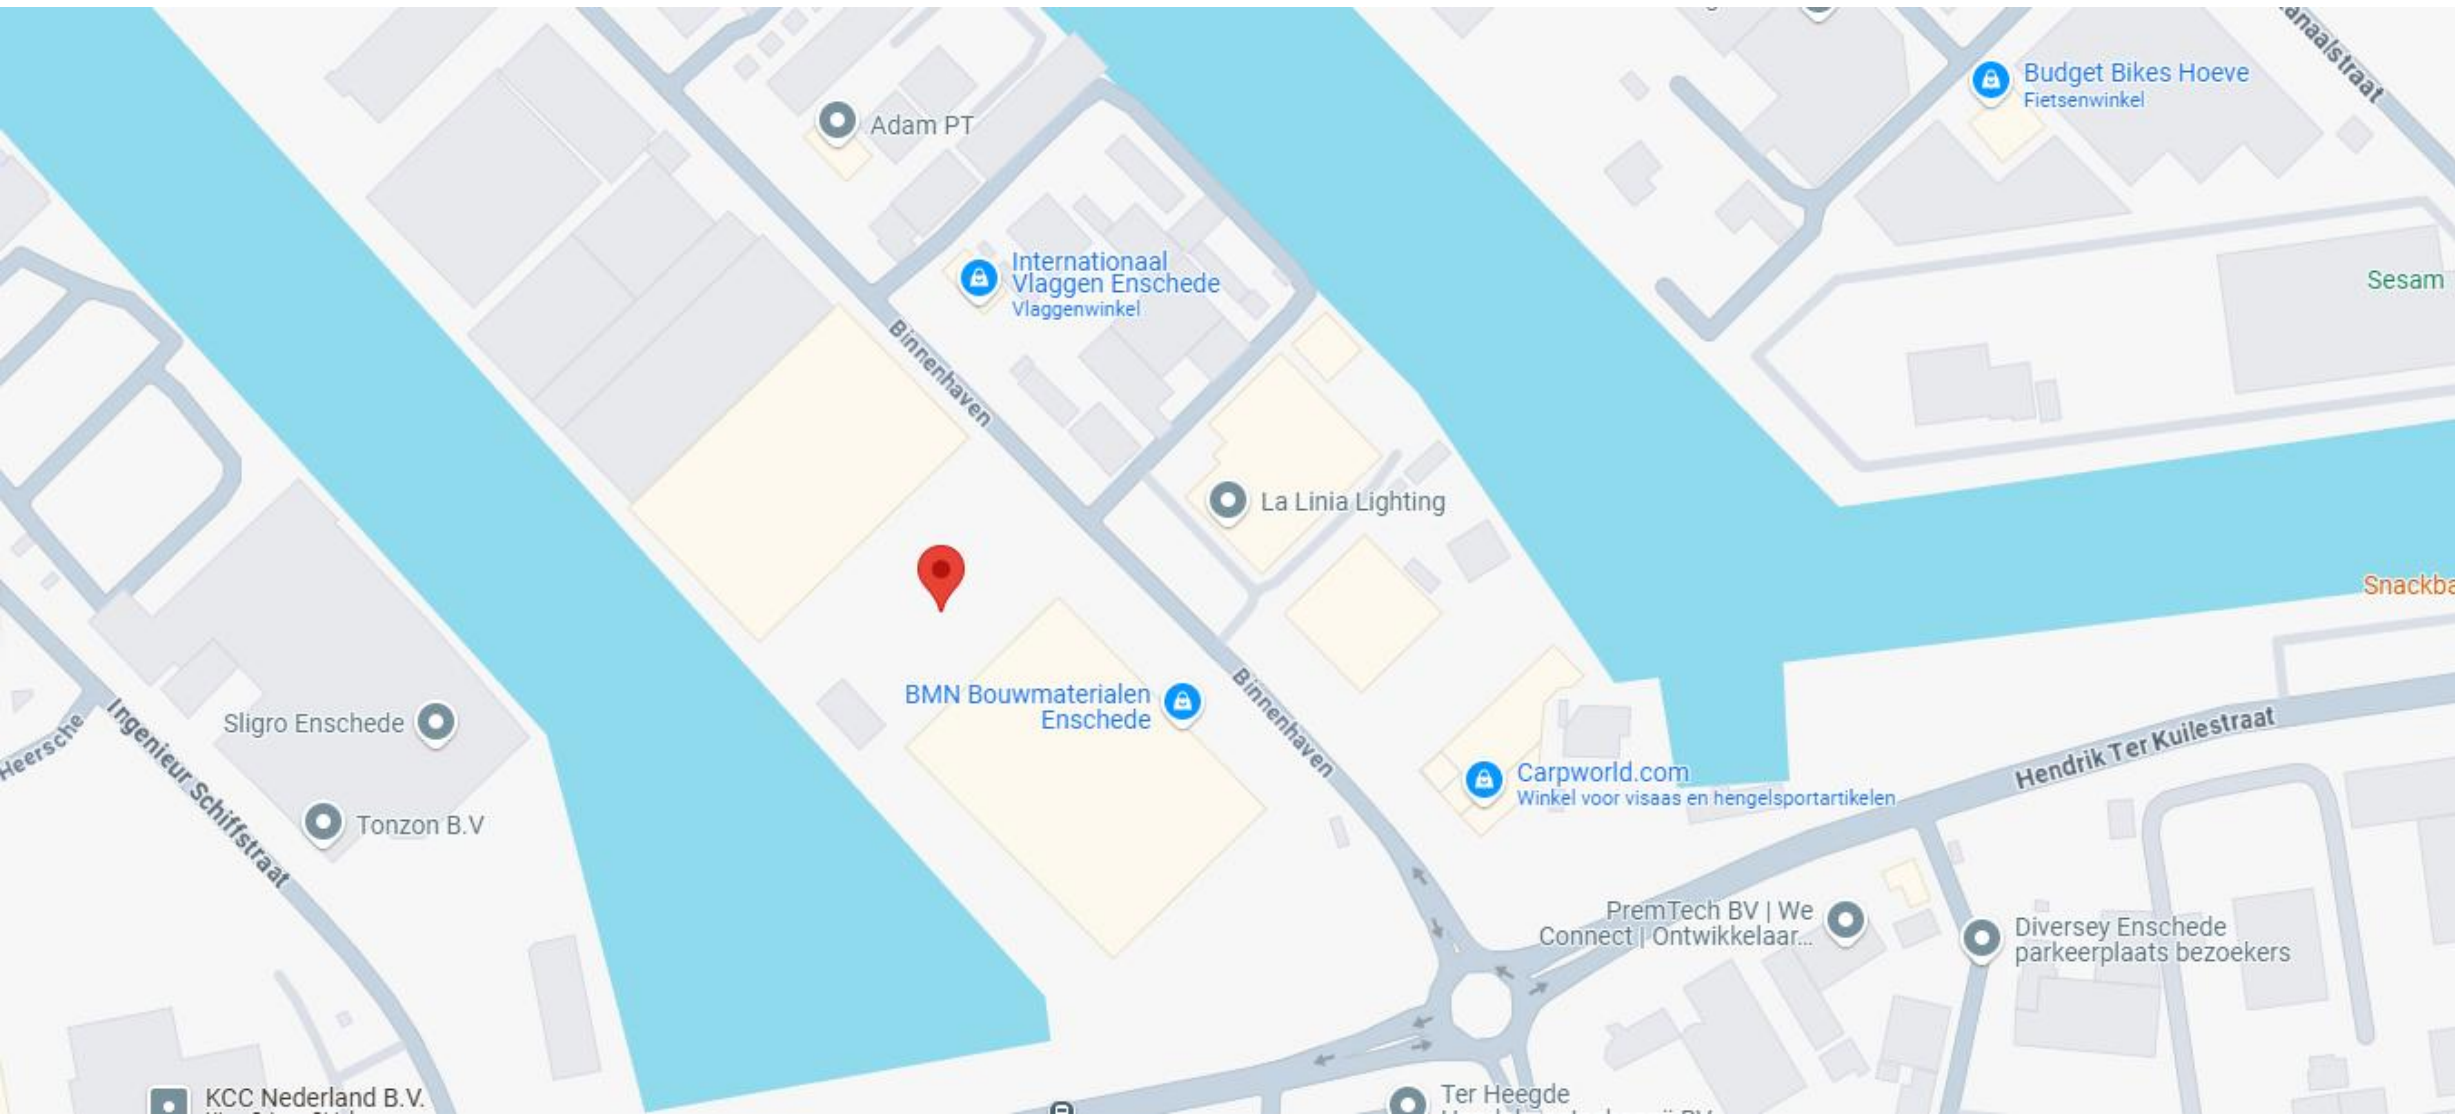 anaalstraat
Budget Bikes Hoeve
Fietsenwinkel
Adam PT
Internationaal
Vlaggen Enschede
Vlaggenwinkel
Sesam
Binnenhaven
La Linia Lighting
Snackba
BMN Bouwmaterialen
Enschede
Binnenhaven
Heersche
Ingenieur Schiffstraat
Sligro Enschede
Tonzon B.V
Carpworld.com
Winkel voor visaas en hengelsportartikelen
Hendrik Ter Kuilestraat
PremTech BV | We
Connect | Ontwikkelaar...
Diversey Enschede
parkeerplaats bezoekers
KCC Nederland B.V.
Ter Heegde